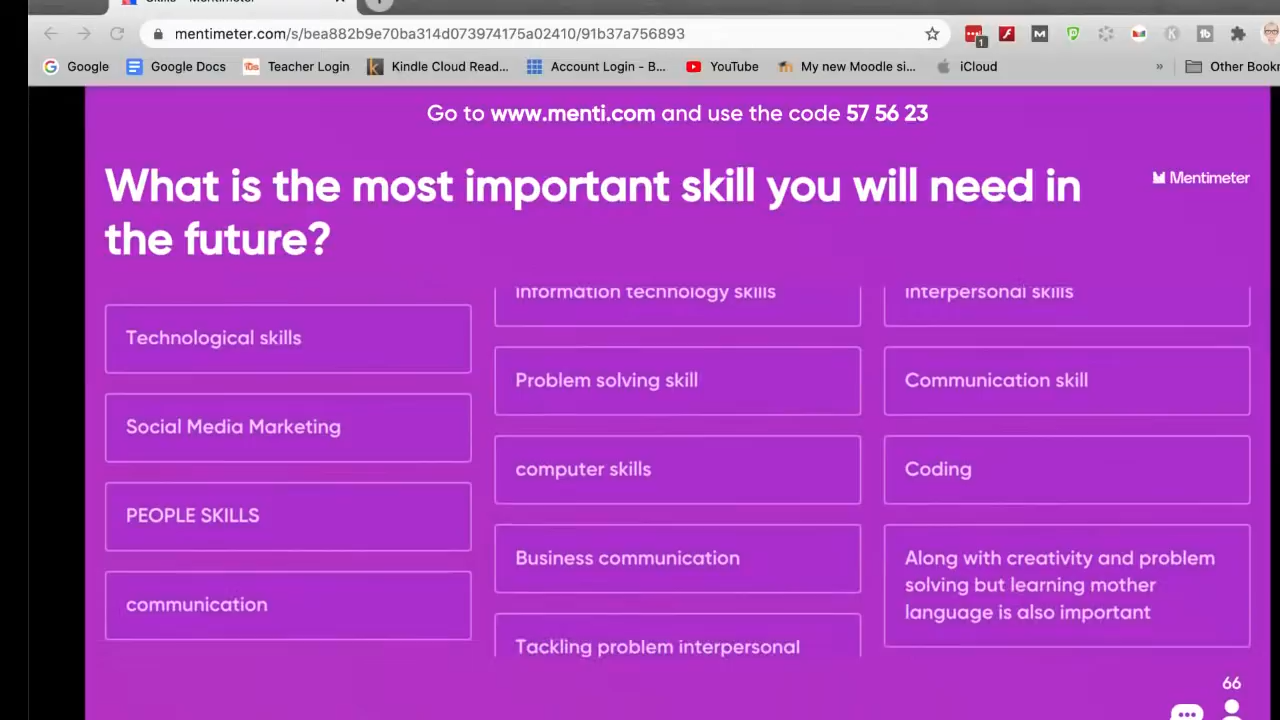 Skills - Mentimeter
mentimeter.com/s/bea882b9e70ba314d073974175a02410/91b37a756893
1
Google
Google Docs
Teacher Login
Kindle Cloud Read...
Account Login - B...
YouTube
My new Moodle si...
iCloud
»
Other Bookm
Go to www.menti.com and use the code 57 56 23
What is the most important skill you will need in
the future?
Mentimeter
Technological skills
Social Media Marketing
PEOPLE SKILLS
communication
information technology skills
Problem solving skill
computer skills
Business communication
Tackling problem interpersonal
interpersonal skills
Communication skill
Coding
Along with creativity and problem
solving but learning mother
language is also important
66